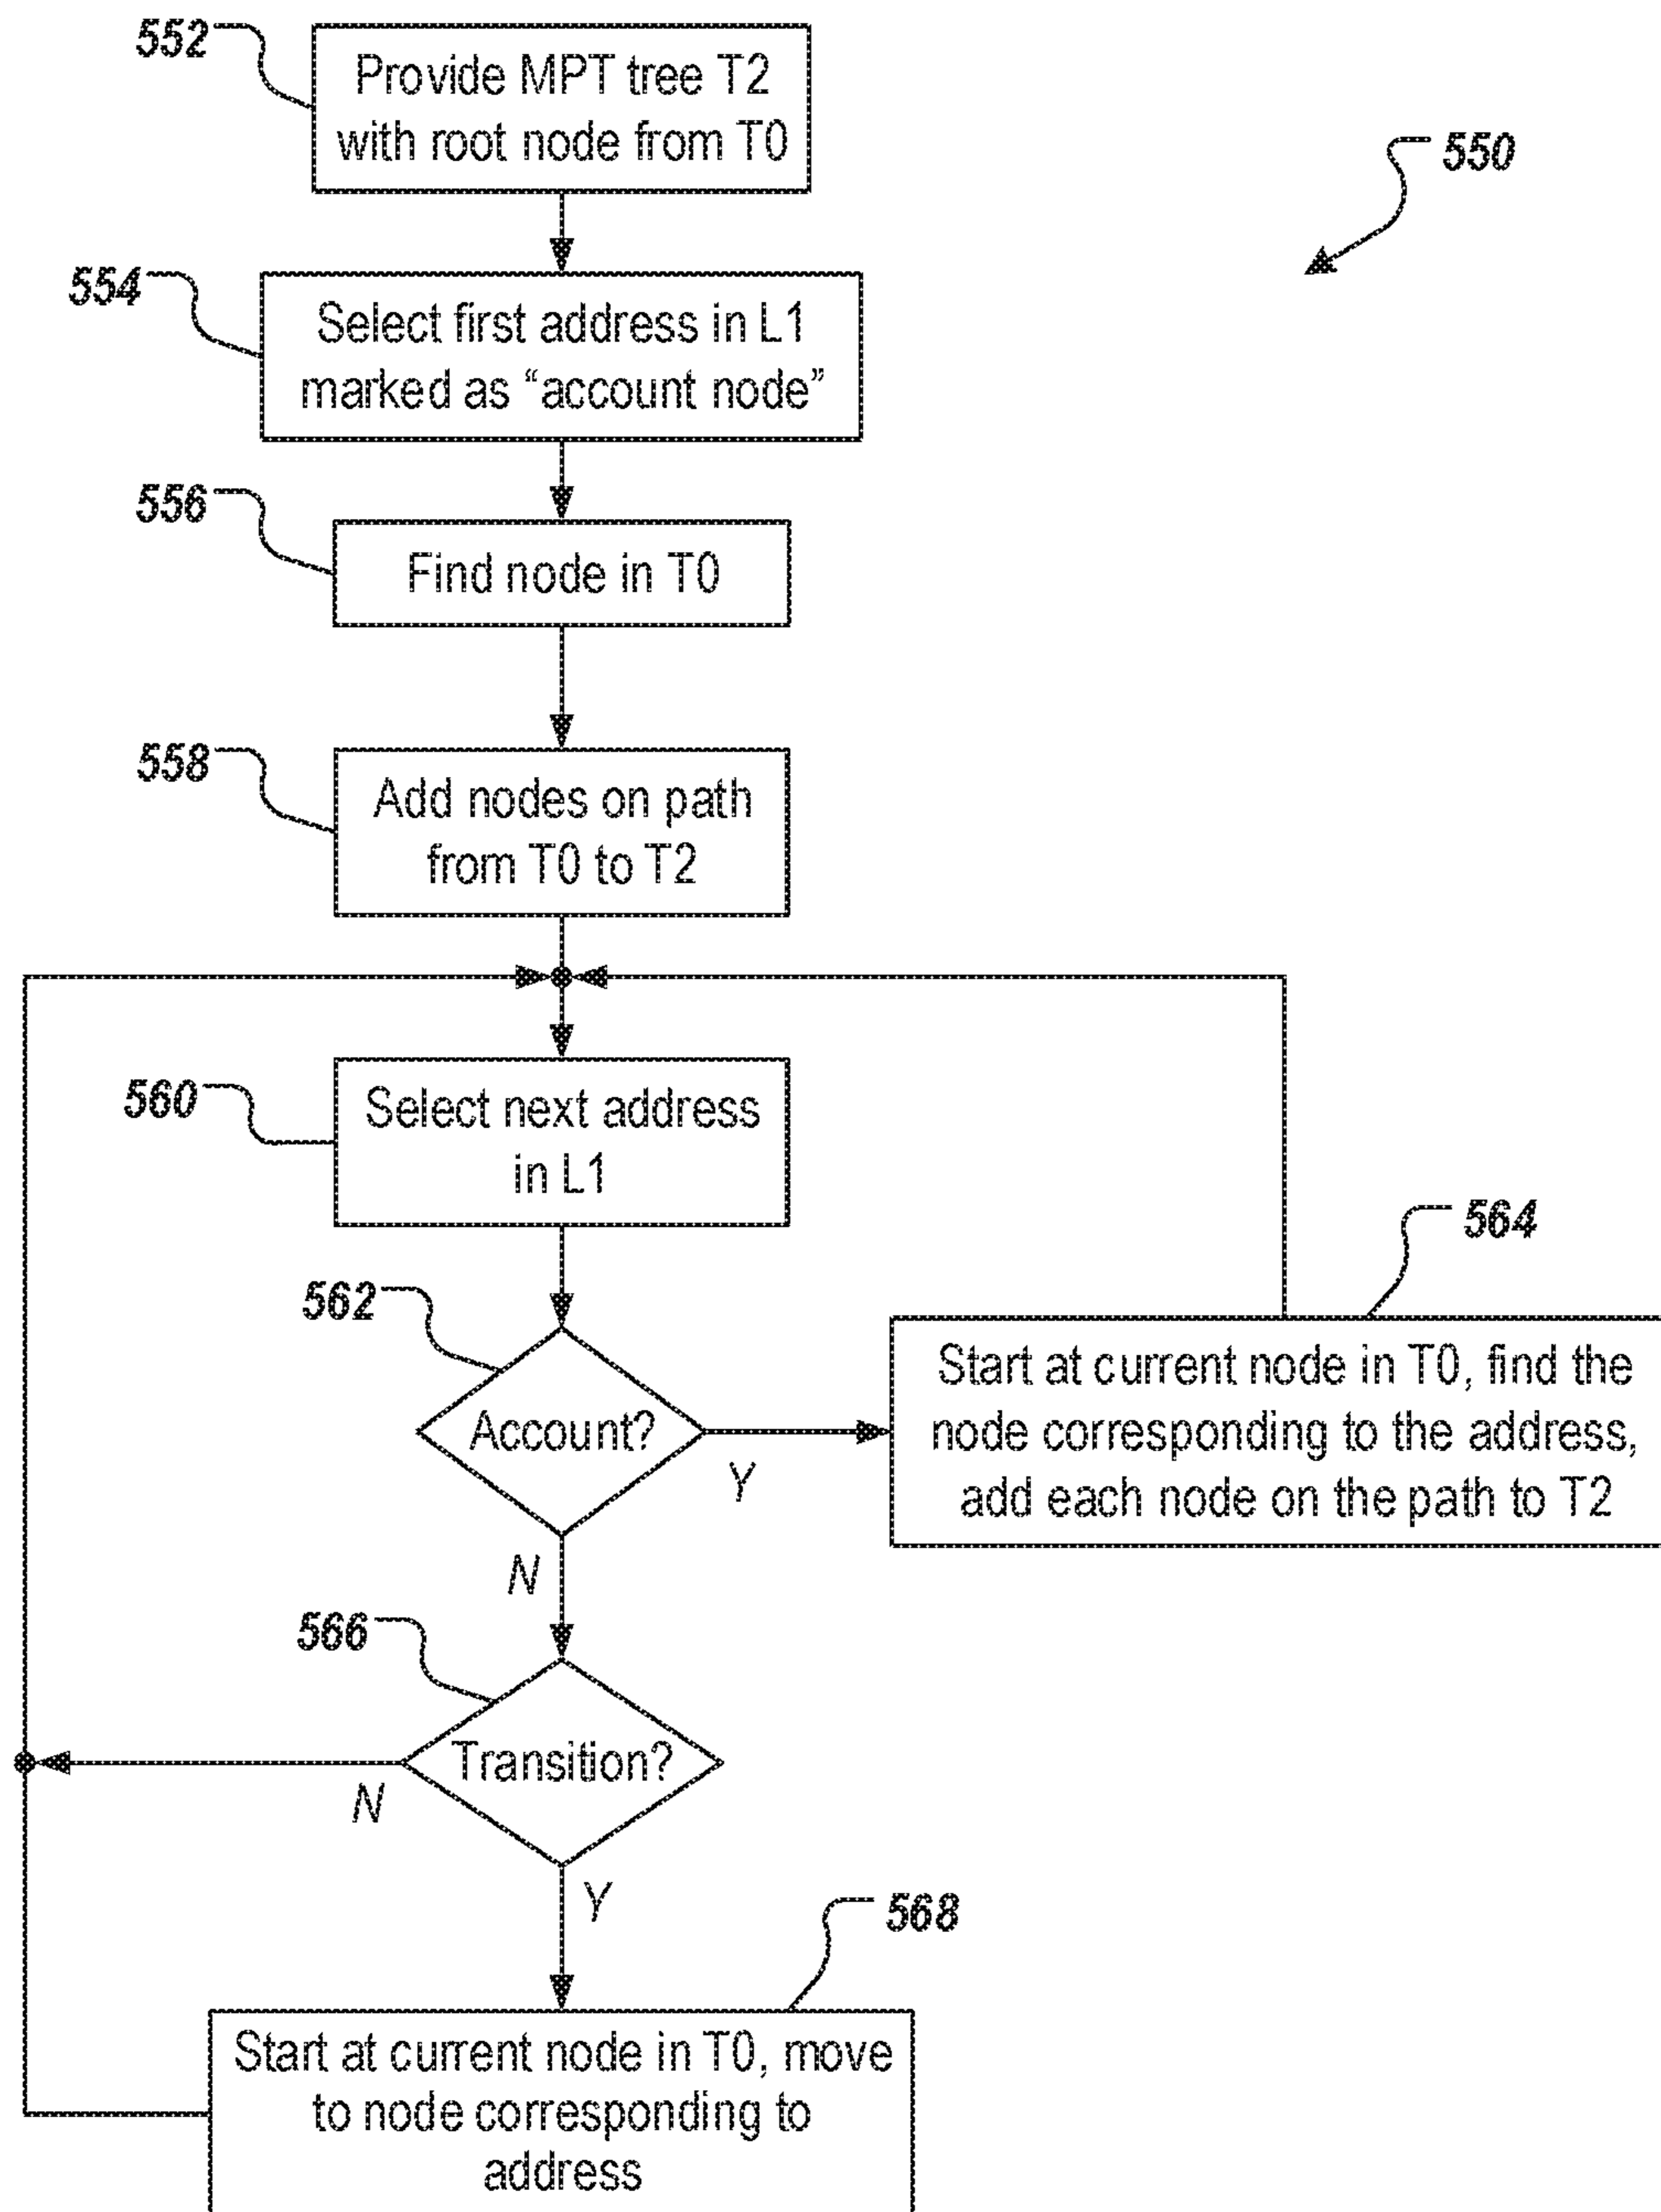 552
Provide MPT tree T2
with root node from T0
550
554
Select first address in L1
marked as “account node”
556
Find node in T0
558
Add nodes on path
from T0 to T2
560
Select next address
in L1
562
Account?
Y
N
564
Start at current node in T0, find the
node corresponding to the address,
add each node on the path to T2
566
Transition?
N
Y
568
Start at current node in T0, move
to node corresponding to
address